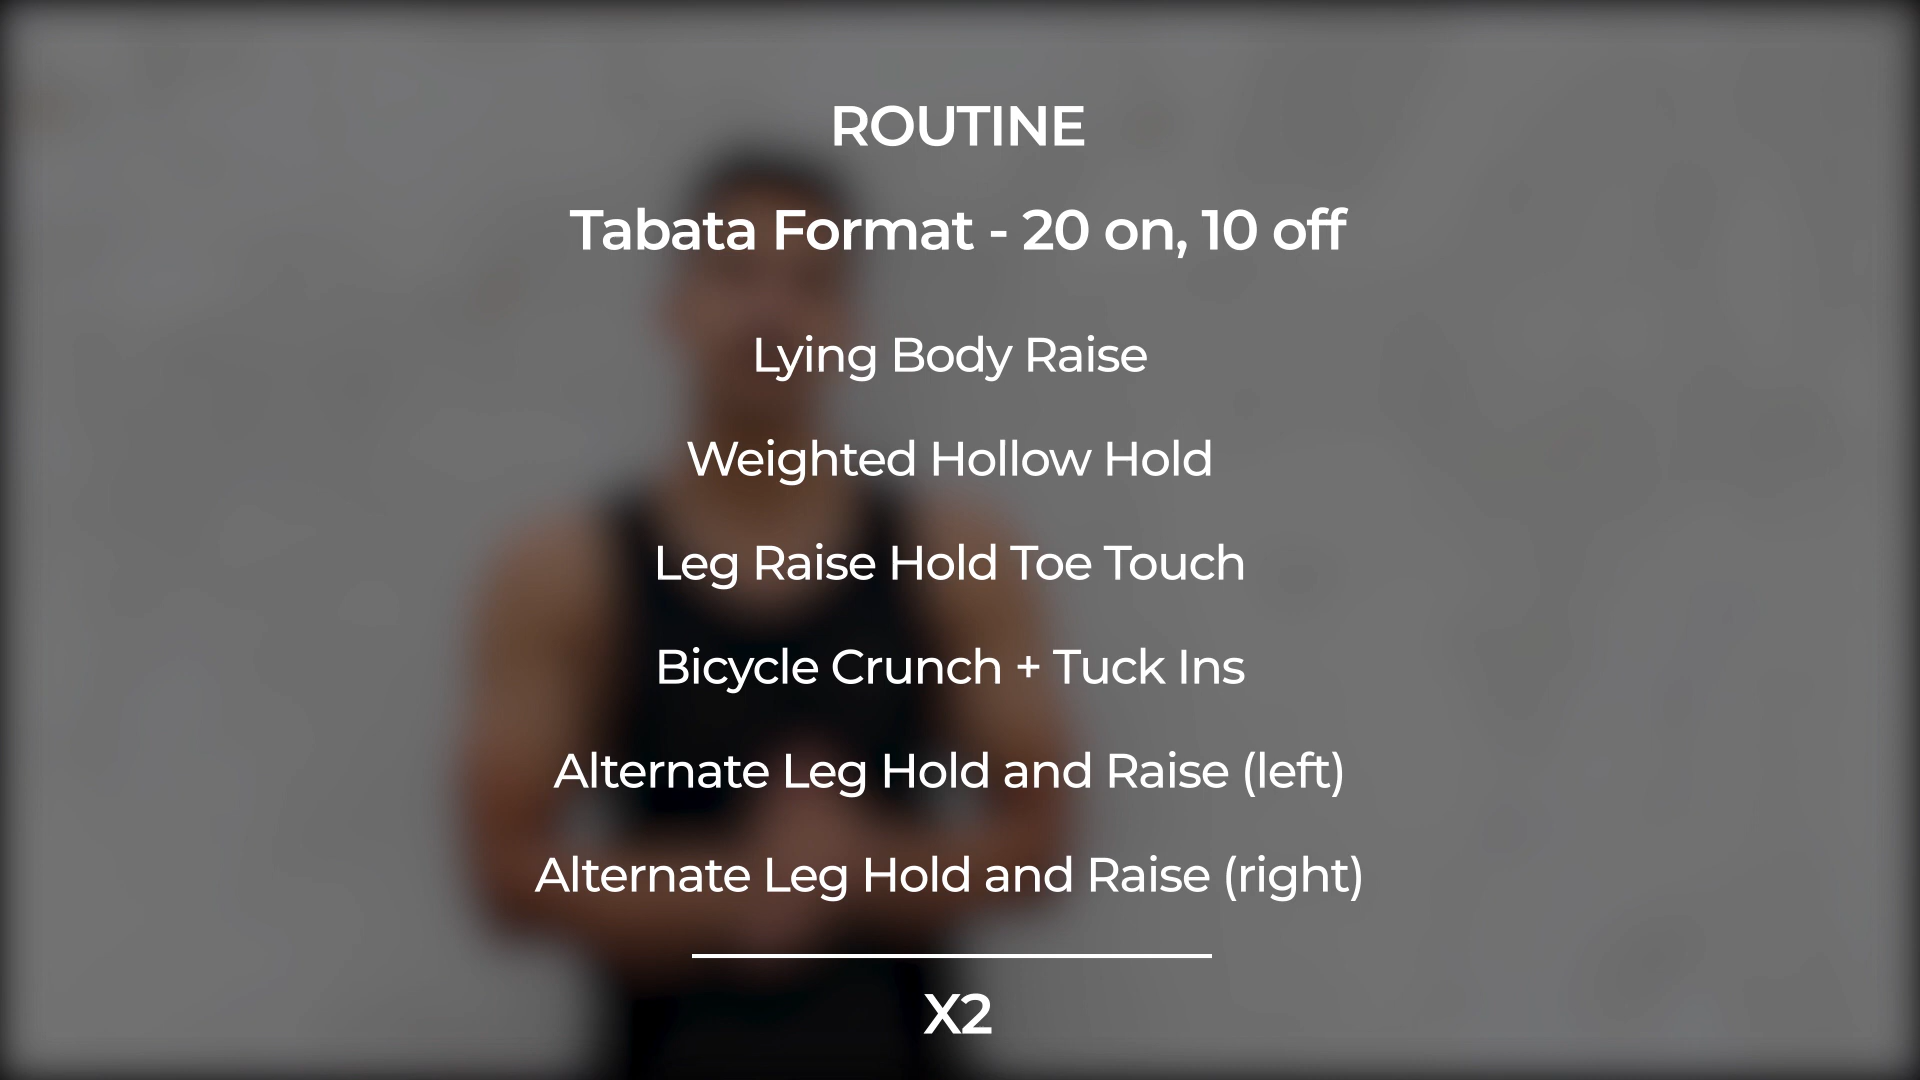 ROUTINE
Tabata Format - 20 on, 10 off
Lying Body Raise
Weighted Hollow Hold
Leg Raise Hold Toe Touch
Bicycle Crunch + Tuck Ins
Alternate Leg Hold and Raise (left)
Alternate Leg Hold and Raise (right)
X2